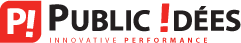 P! PUBLIC !DÉES
INNOVATIVE PERFORMANCE